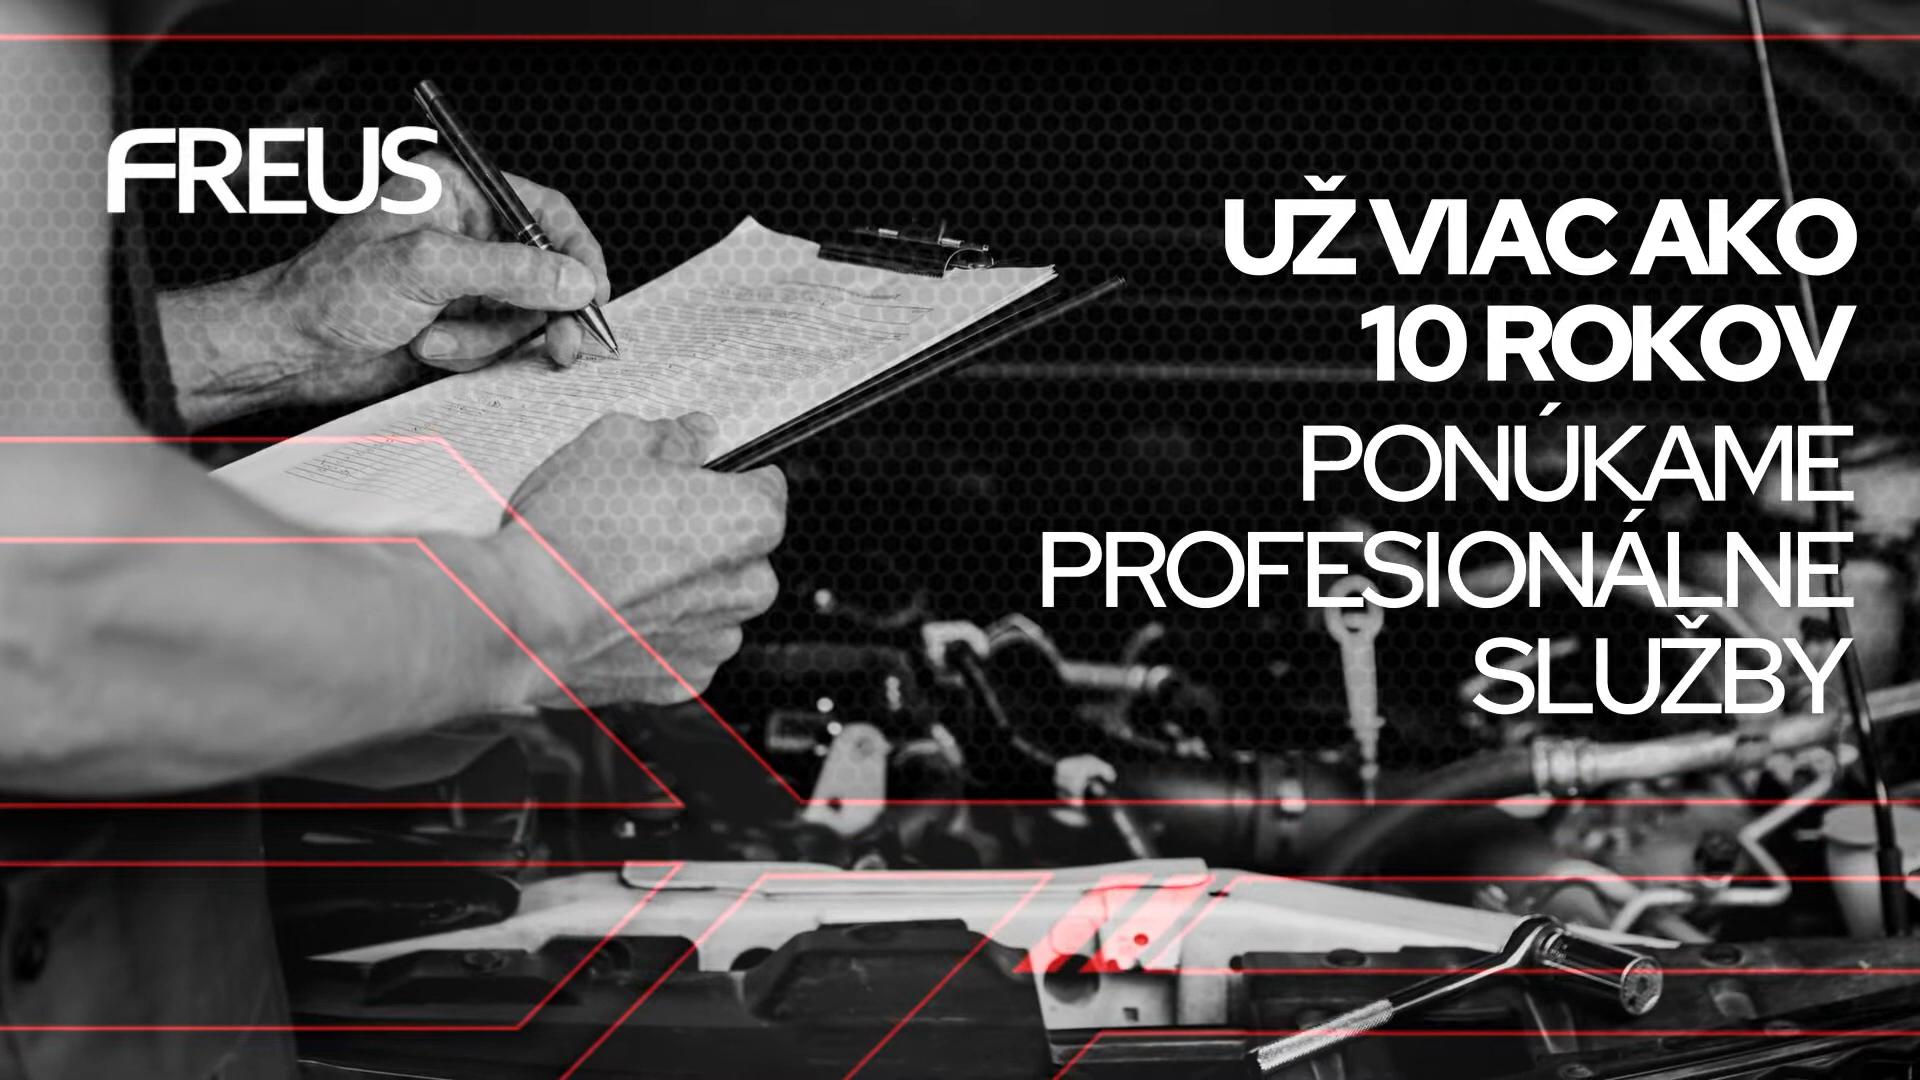 FREUS
UŽ VIAC AKO
10 ROKOV
PONÚKAME
PROFESIONÁLNE
SLUŽBY